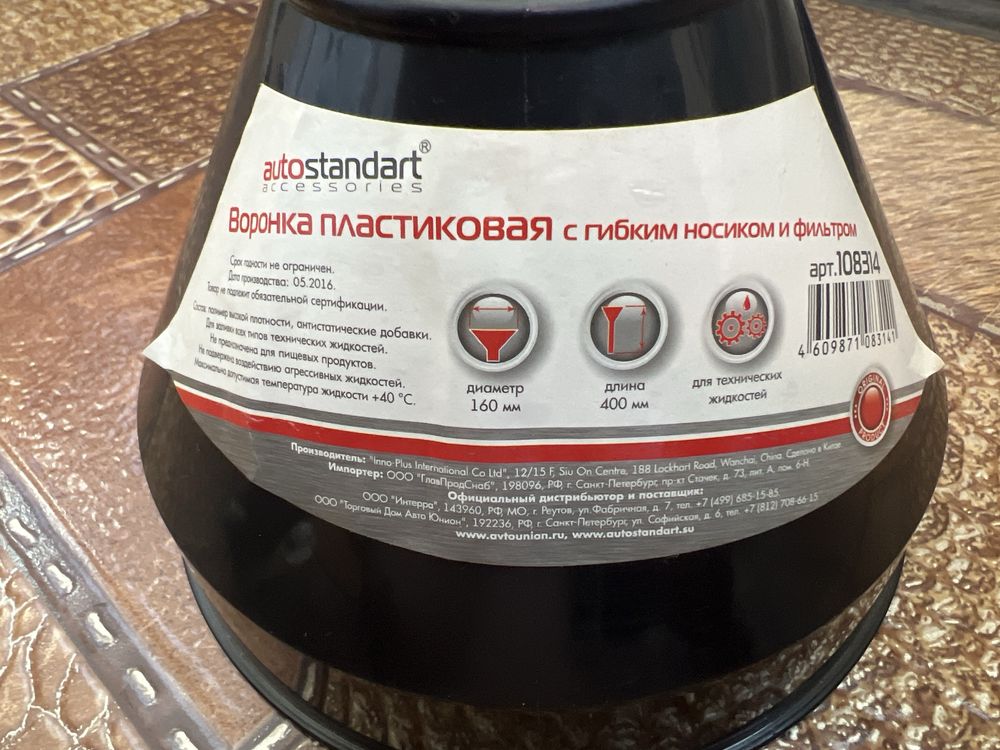 autostandart®
accessories
Воронка пластиковая с гибким носиком и фильтром
арт.108314
Срок годности не ограничен.
Дата производства: 05.2016.
Товар не подлежит обязательной сертификации.
Состав: полимер высокой плотности, антистатические добавки.
Для заливки всех типов технических жидкостей.
Не предназначена для пищевых продуктов.
Не подвержена воздействию агрессивных жидкостей.
Максимально допустимая температура жидкости +40 °C.
диаметр
160 мм
длина
400 мм
для технических
жидкостей
4 609871 083141
ORIGINAL
PRODUCT
Производитель: "Inno-Plus International Co Ltd", 12/15 F, Siu On Centre, 188 Lockhart Road, Wanchai, China. Сделано в Китае
Импортер: ООО "ГлавПродСнаб", 198096, РФ, г. Санкт-Петербург, пр-кт Стачек, д. 73, лит. А, пом. 6-Н.
Официальный дистрибьютор и поставщик:
ООО "Интерра", 143960, РФ, МО, г. Реутов, ул.Фабричная, д. 7, тел. +7 (499) 685-15-85
ООО "Торговый Дом Авто Юнион", 192236, РФ, г. Санкт-Петербург, ул. Софийская, д. 6, тел. +7 (812) 708-66-15
www.avtounion.ru, www.autostandart.su